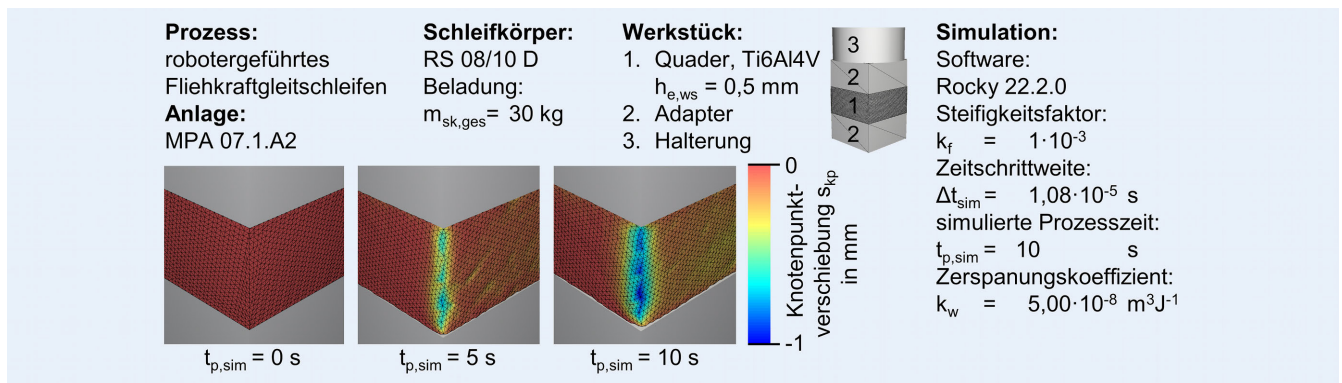 Prozess:
robotergeführtes
Fliehkraftgleitschleifen
Anlage:
MPA 07.1.A2
Schleifkörper:
RS 08/10 D
Beladung:
m_sk,ges = 30 kg
Werkstück:
1. Quader, Ti6Al4V
h_e,ws = 0,5 mm
2. Adapter
3. Halterung
3
2
1
2
Simulation:
Software:
Rocky 22.2.0
Steifigkeitsfaktor:
k_f = 1·10^-3
Zeitschrittweite:
Δt_sim = 1,08·10^-5 s
simulierte Prozesszeit:
t_p,sim = 10 s
Zerspanungskoeffizient:
k_w = 5,00·10^-8 m^3J^-1
t_p,sim = 0 s
t_p,sim = 5 s
t_p,sim = 10 s
0
-1
Knotenpunkt-
verschiebung s_kp
in mm